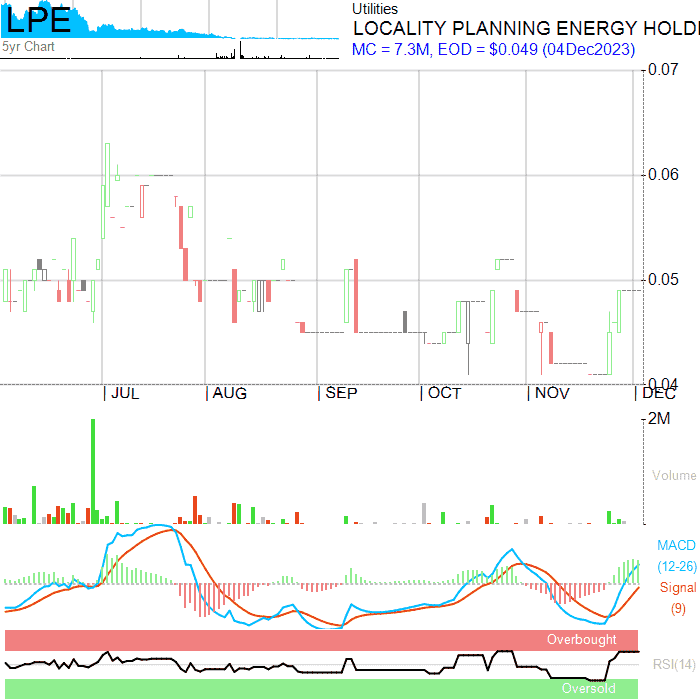 LPE
5yr Chart
Utilities
LOCALITY PLANNING ENERGY HOLDI
MC = 7.3M, EOD = $0.049 (04Dec2023)
0.07
0.06
0.05
0.04
JUL AUG SEP OCT NOV DEC
2M
Volume
MACD
(12-26)
Signal
(9)
Overbought
RSI(14)
Oversold